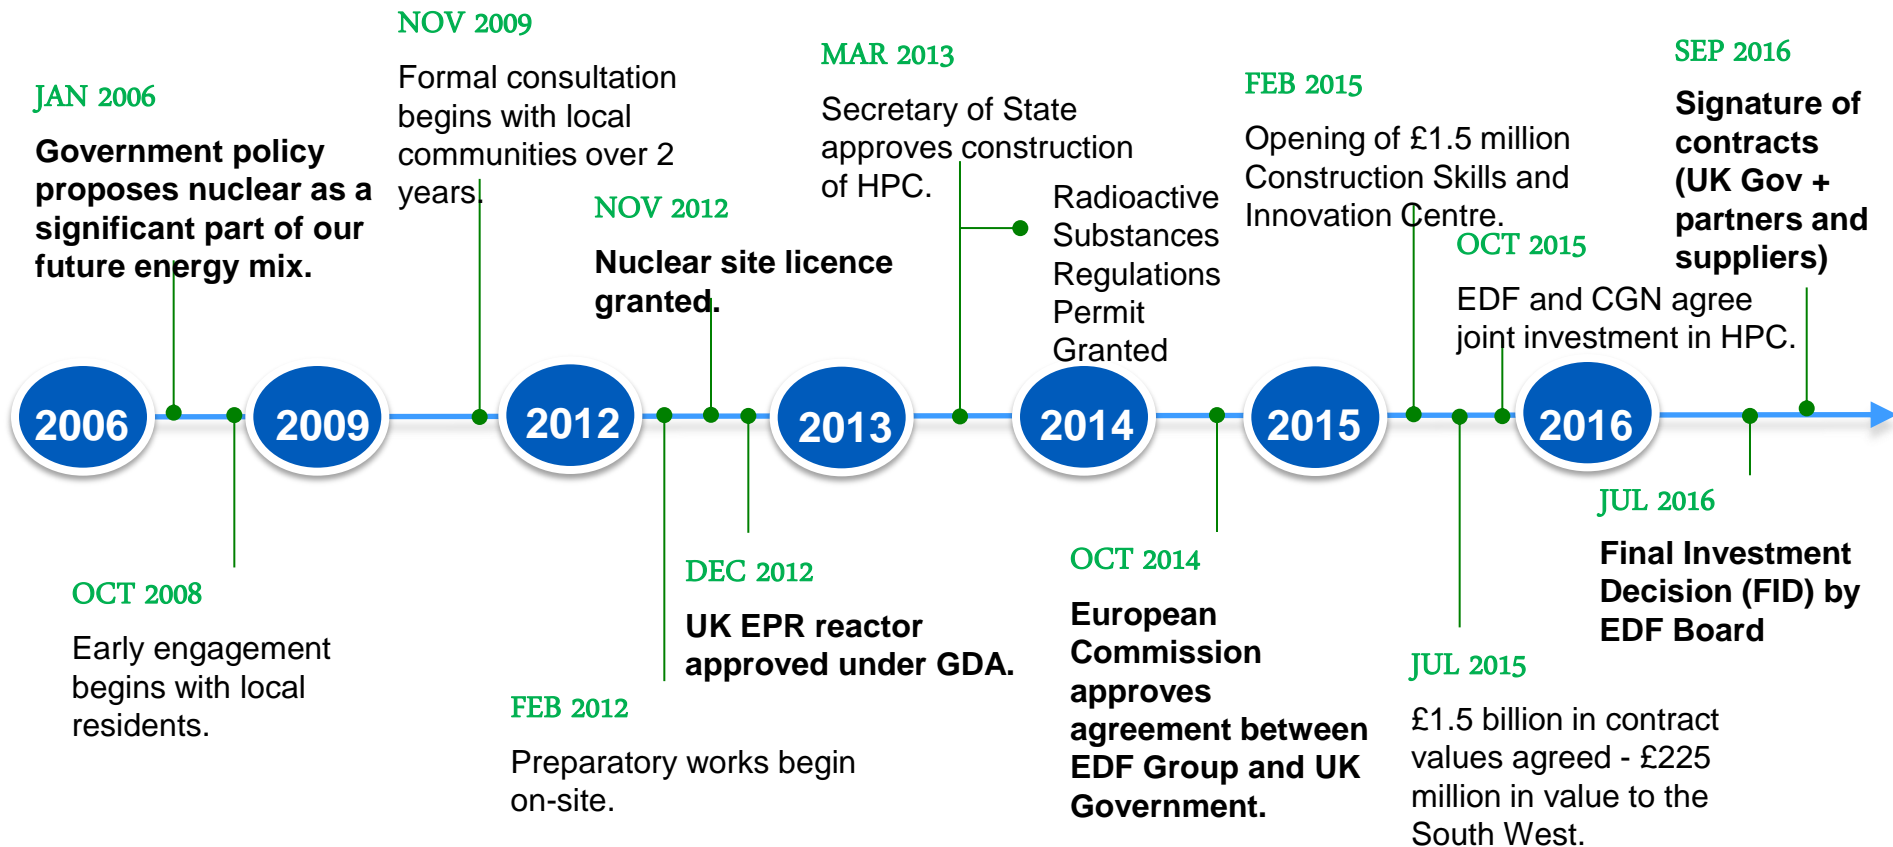 JAN 2006
Government policy
proposes nuclear as a
significant part of our
future energy mix.
NOV 2009
Formal consultation
begins with local
communities over 2
years.
NOV 2012
Nuclear site licence
granted.
MAR 2013
Secretary of State
approves construction
of HPC.
Radioactive
Substances
Regulations
Permit
Granted
FEB 2015
Opening of £1.5 million
Construction Skills and
Innovation Centre.
OCT 2015
EDF and CGN agree
joint investment in HPC.
SEP 2016
Signature of
contracts
(UK Gov +
partners and
suppliers)
2006
2009
2012
2013
2014
2015
2016
OCT 2008
Early engagement
begins with local
residents.
FEB 2012
Preparatory works begin
on-site.
DEC 2012
UK EPR reactor
approved under GDA.
OCT 2014
European
Commission
approves
agreement between
EDF Group and UK
Government.
JUL 2015
£1.5 billion in contract
values agreed - £225
million in value to the
South West.
JUL 2016
Final Investment
Decision (FID) by
EDF Board